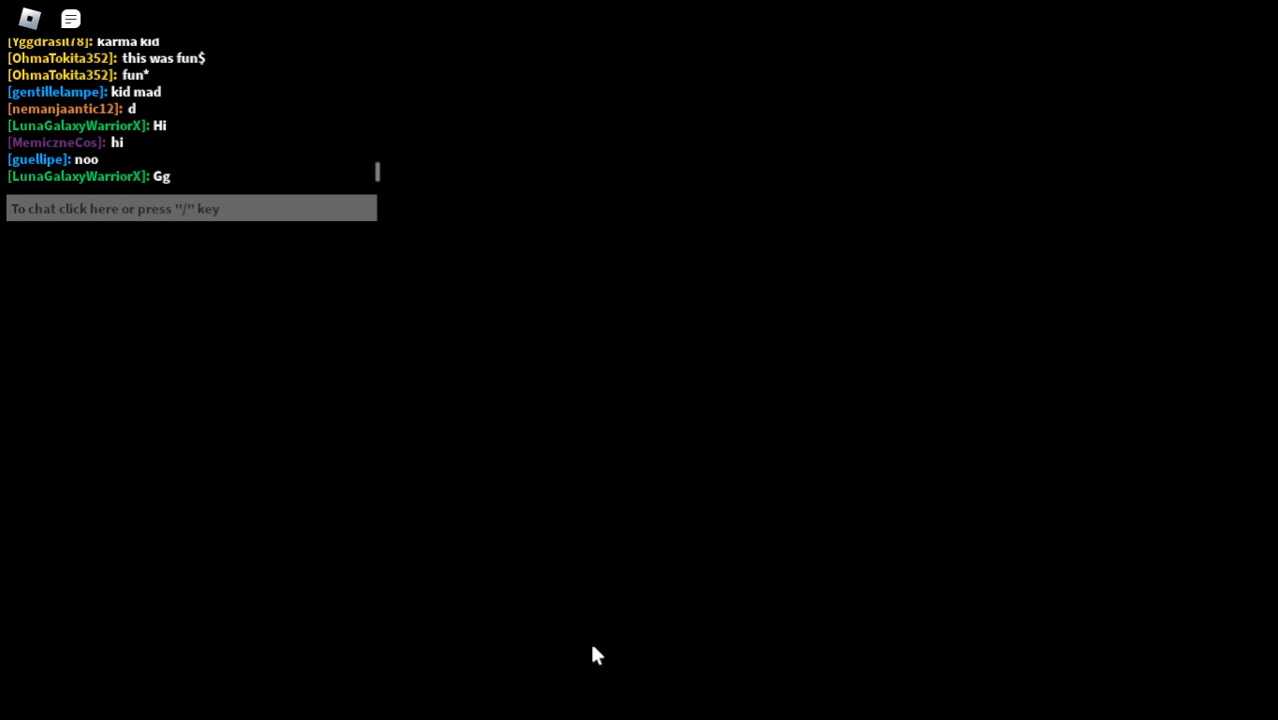 [Yggdrasil78]: karma kid
[OhmaTokita352]: this was fun$
[OhmaTokita352]: fun*
[gentillelampe]: kid mad
[nemanjaantic12]: d
[LunaGalaxyWarriorX]: Hi
[MemiczneCos]: hi
[guellipe]: noo
[LunaGalaxyWarriorX]: Gg
To chat click here or press "/" key